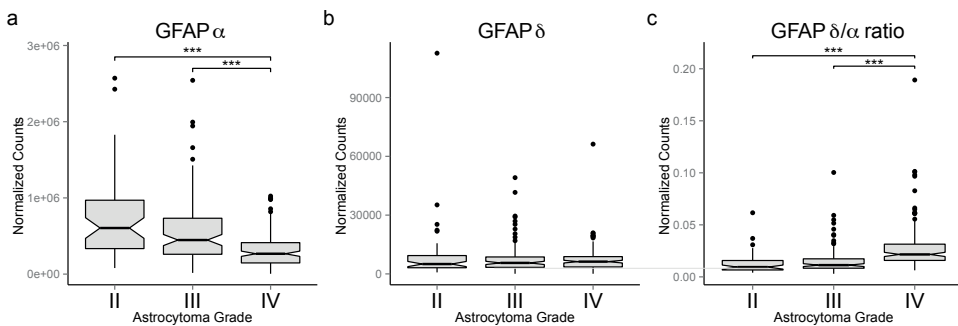 a
GFAP α
Normalized Counts
3e+06
2e+06
1e+06
0e+00
***
***
II III IV
Astrocytoma Grade
b
GFAP δ
Normalized Counts
90000
60000
30000
0
II III IV
Astrocytoma Grade
c
GFAP δ/α ratio
Normalized Counts
0.20
0.15
0.10
0.05
0.00
***
***
II III IV
Astrocytoma Grade